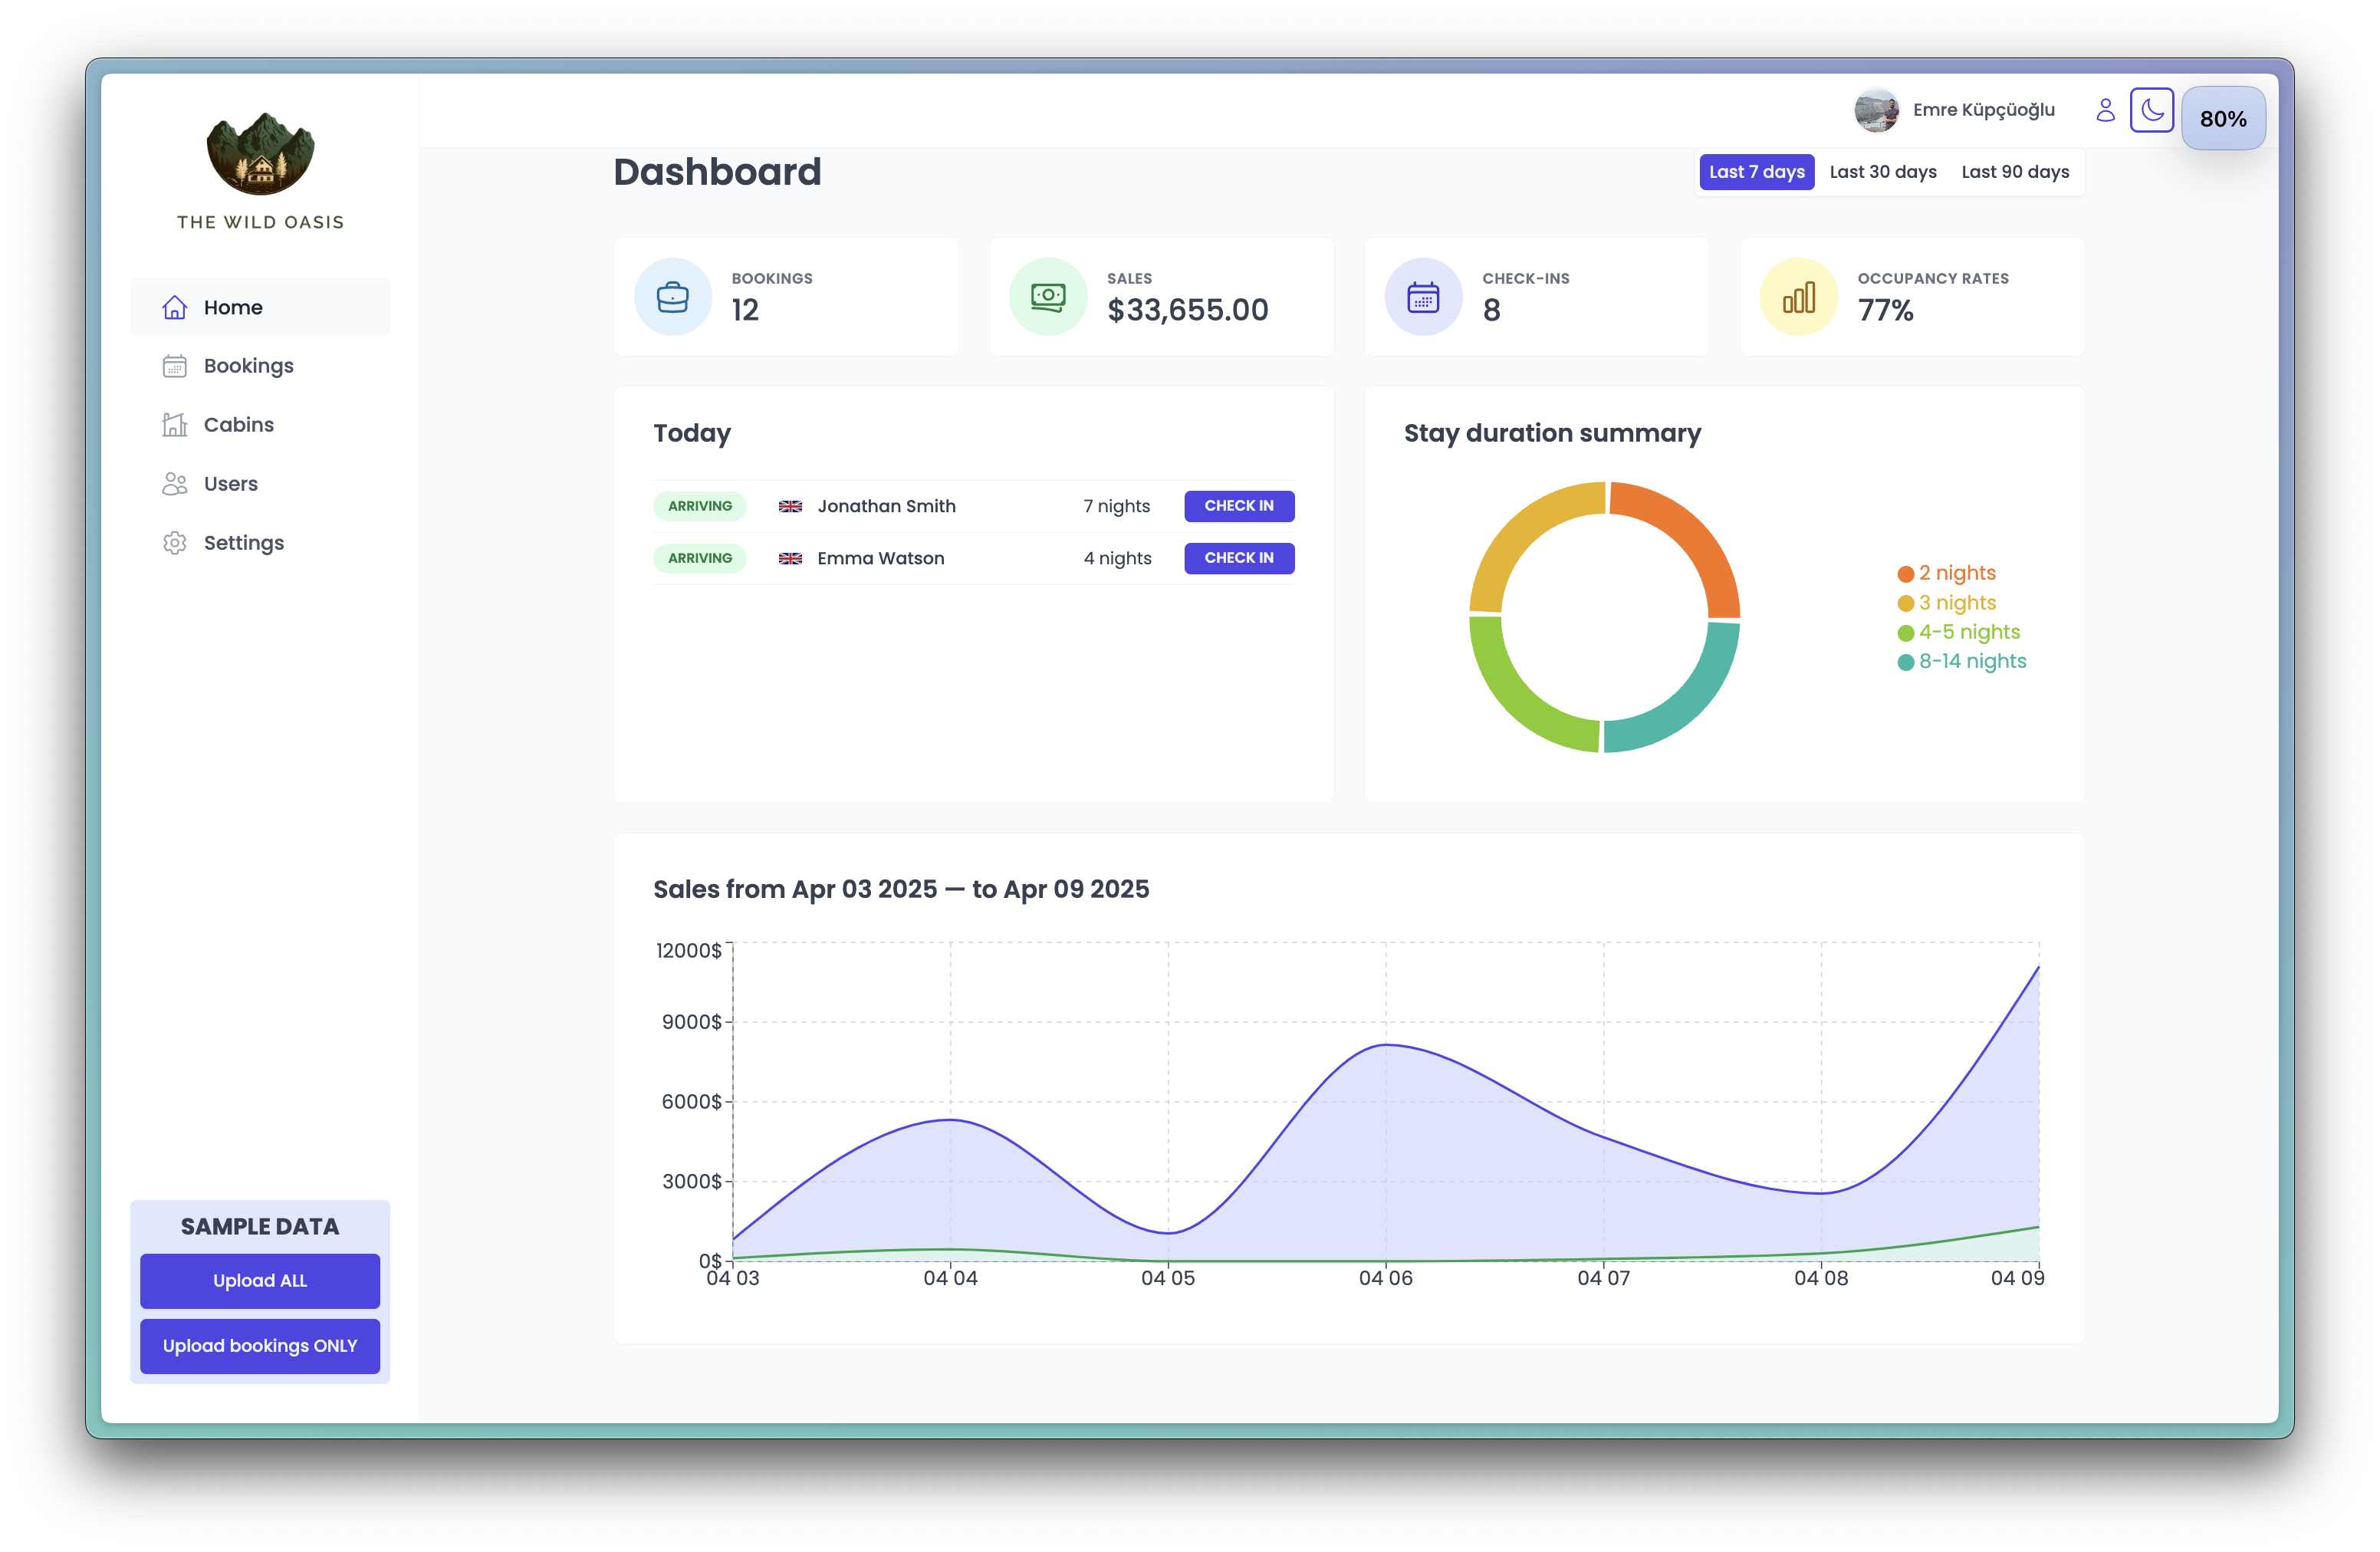 THE WILD OASIS
Home
Bookings
Cabins
Users
Settings
SAMPLE DATA
Upload ALL
Upload bookings ONLY
Emre Küpçüoğlu
80%
Dashboard
Last 7 days Last 30 days Last 90 days
BOOKINGS
12
SALES
$33,655.00
CHECK-INS
8
OCCUPANCY RATES
77%
Today
ARRIVING Jonathan Smith 7 nights CHECK IN
ARRIVING Emma Watson 4 nights CHECK IN
Stay duration summary
2 nights
3 nights
4-5 nights
8-14 nights
Sales from Apr 03 2025 — to Apr 09 2025
12000$
9000$
6000$
3000$
0$
04 03 04 04 04 05 04 06 04 07 04 08 04 09